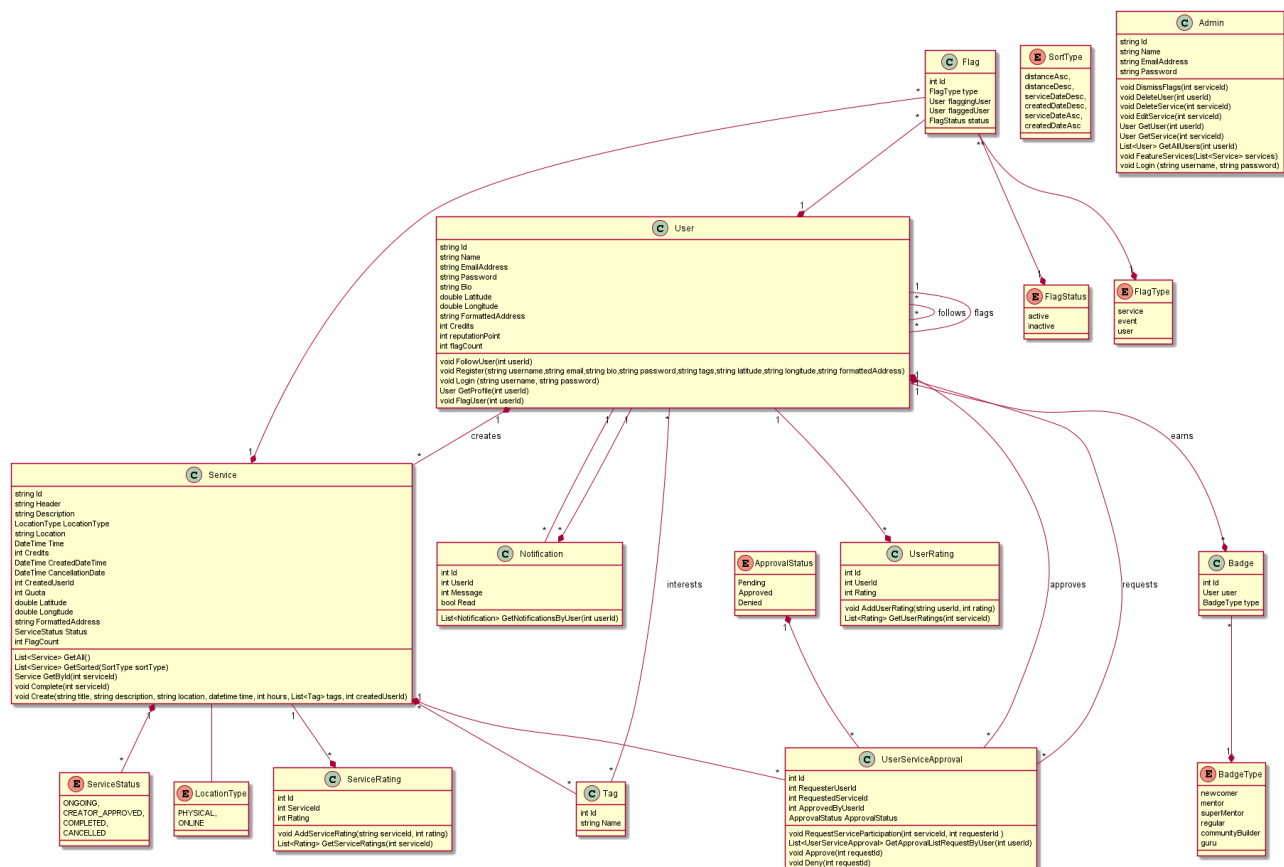 Admin
string Id
string Name
string EmailAddress
string Password
void DismissFlags(int serviceId)
void DeleteUser(int userId)
void DeleteService(int serviceId)
void EditService(int serviceId)
User GetUser(int userId)
User GetService(int serviceId)
List<User> GetAllUsers(int userId)
void FeatureServices(List<Service> services)
void Login (string username, string password)
Flag
int Id
FlagType type
User flaggingUser
User flaggedUser
FlagStatus status
SortType
distanceAsc,
distanceDesc,
serviceDateDesc,
createdDateDesc,
serviceDateAsc,
createdDateAsc
*
*
**
1
User
string Id
string Name
string EmailAddress
string Password
string Bio
double Latitude
double Longitude
string FormattedAddress
int Credits
int reputationPoint
int flagCount
void FollowUser(int userId)
void Register(string username,string email,string bio,string password,string tags,string latitude,string longitude,string formattedAddress)
void Login (string username, string password)
User GetProfile(int userId)
void FlagUser(int userId)
1
*
*
*
follows
flags
1
FlagStatus
active
inactive
1
FlagType
service
event
user
1
creates
*
1
1
*
1
1
1
earns
1
Service
string Id
string Header
string Description
LocationType LocationType
string Location
DateTime Time
int Credits
DateTime CreatedDateTime
DateTime CancellationDate
int CreatedUserId
int Quota
double Latitude
double Longitude
string FormattedAddress
ServiceStatus Status
int FlagCount
List<Service> GetAll()
List<Service> GetSorted(SortType sortType)
Service GetById(int serviceId)
void Complete(int serviceId)
void Create(string title, string description, string location, datetime time, int hours, List<Tag> tags, int createdUserId)
*
*
Notification
int Id
int UserId
int Message
bool Read
List<Notification> GetNotificationsByUser(int userId)
interests
ApprovalStatus
Pending
Approved
Denied
*
UserRating
int Id
int UserId
int Rating
void AddUserRating(string userId, int rating)
List<Rating> GetUserRatings(int serviceId)
approves
requests
*
Badge
int Id
User user
BadgeType type
1
*
1
1
1
*
*
*
*
*
*
*
*
*
1
ServiceStatus
ONGOING,
CREATOR_APPROVED,
COMPLETED,
CANCELLED
LocationType
PHYSICAL,
ONLINE
ServiceRating
int Id
int ServiceId
int Rating
void AddServiceRating(string serviceId, int rating)
List<Rating> GetServiceRatings(int serviceId)
Tag
int Id
string Name
UserServiceApproval
int Id
int RequesterUserId
int RequestedServiceId
int ApprovedByUserId
ApprovalStatus ApprovalStatus
void RequestServiceParticipation(int serviceId, int requesterId )
List<UserServiceApproval> GetApprovalListRequestByUser(int userId)
void Approve(int requestId)
void Deny(int requestId)
BadgeType
newcomer
mentor
superMentor
regular
communityBuilder
guru